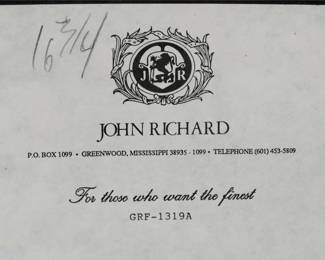 16 3/4
J R
JOHN RICHARD
P.O. BOX 1099 • GREENWOOD, MISSISSIPPI 38935 - 1099 • TELEPHONE (601) 453-5809
For those who want the finest
GRF-1319A